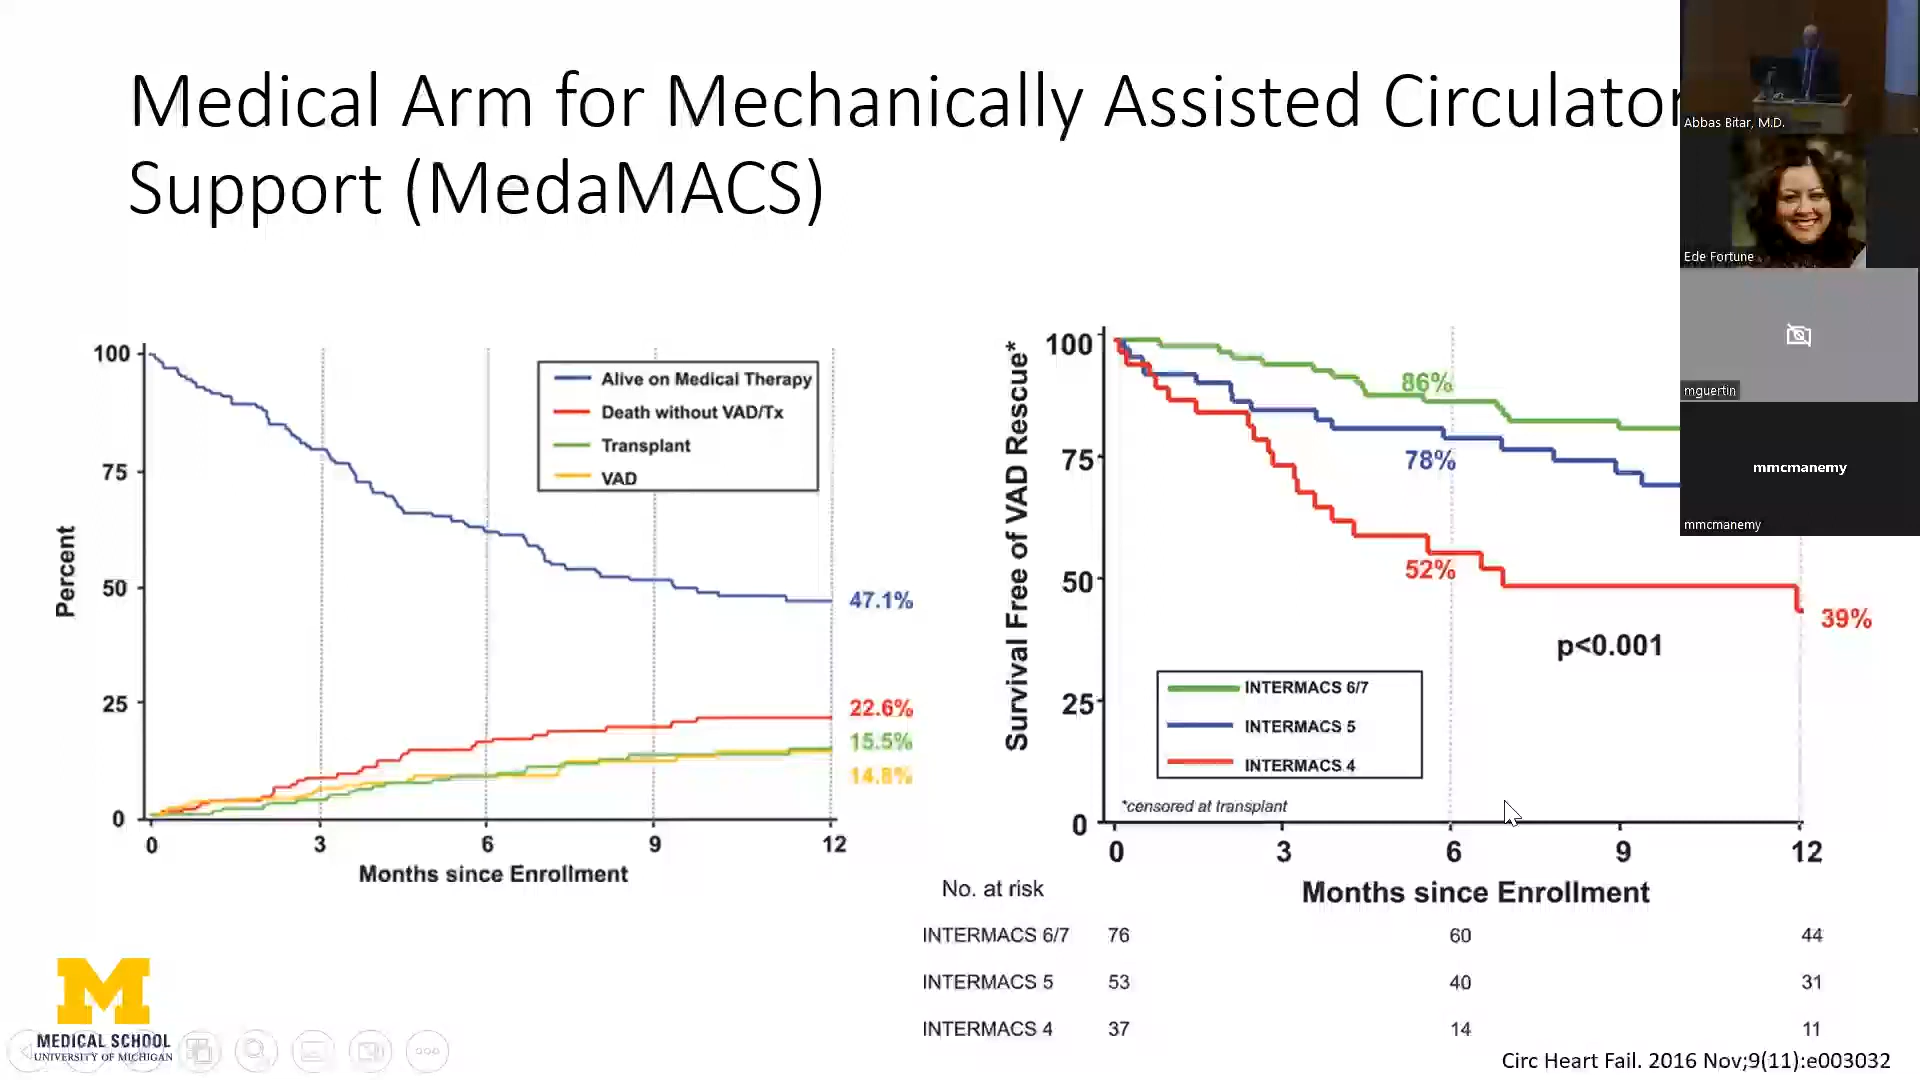 Medical Arm for Mechanically Assisted Circulator
Support (MedaMACS)
Abbas Bitar, M.D.
Ede Fortune
mguertin
mmcmanemy
mmcmanemy
Percent
100
75
50
25
0
0 3 6 9 12
Months since Enrollment
Alive on Medical Therapy
Death without VAD/Tx
Transplant
VAD
47.1%
22.6%
15.5%
14.8%
Survival Free of VAD Rescue*
100
75
50
25
0
86%
78%
52%
39%
p<0.001
INTERMACS 6/7
INTERMACS 5
INTERMACS 4
*censored at transplant
0 3 6 9 12
Months since Enrollment
No. at risk
INTERMACS 6/7 76 60 44
INTERMACS 5 53 40 31
INTERMACS 4 37 14 11
M
MEDICAL SCHOOL
UNIVERSITY OF MICHIGAN
Circ Heart Fail. 2016 Nov;9(11):e003032